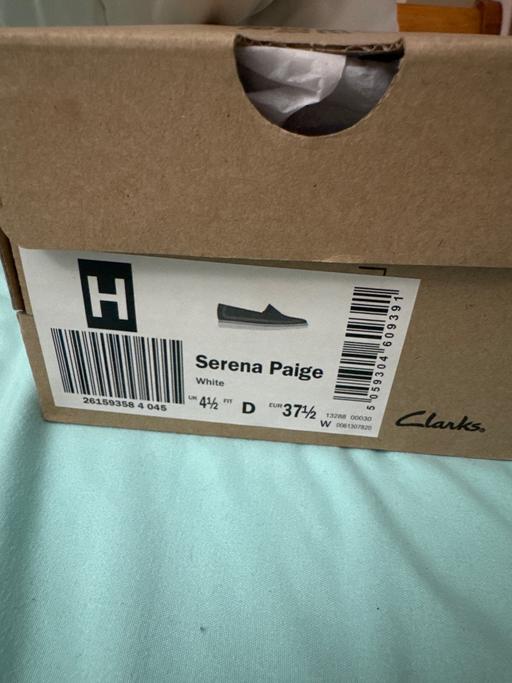 H
Serena Paige
White
26159358 4 045
UK 4½ FIT D EUR 37½
13288 00030
W 0061307820
5 059304 609391
Clarks.